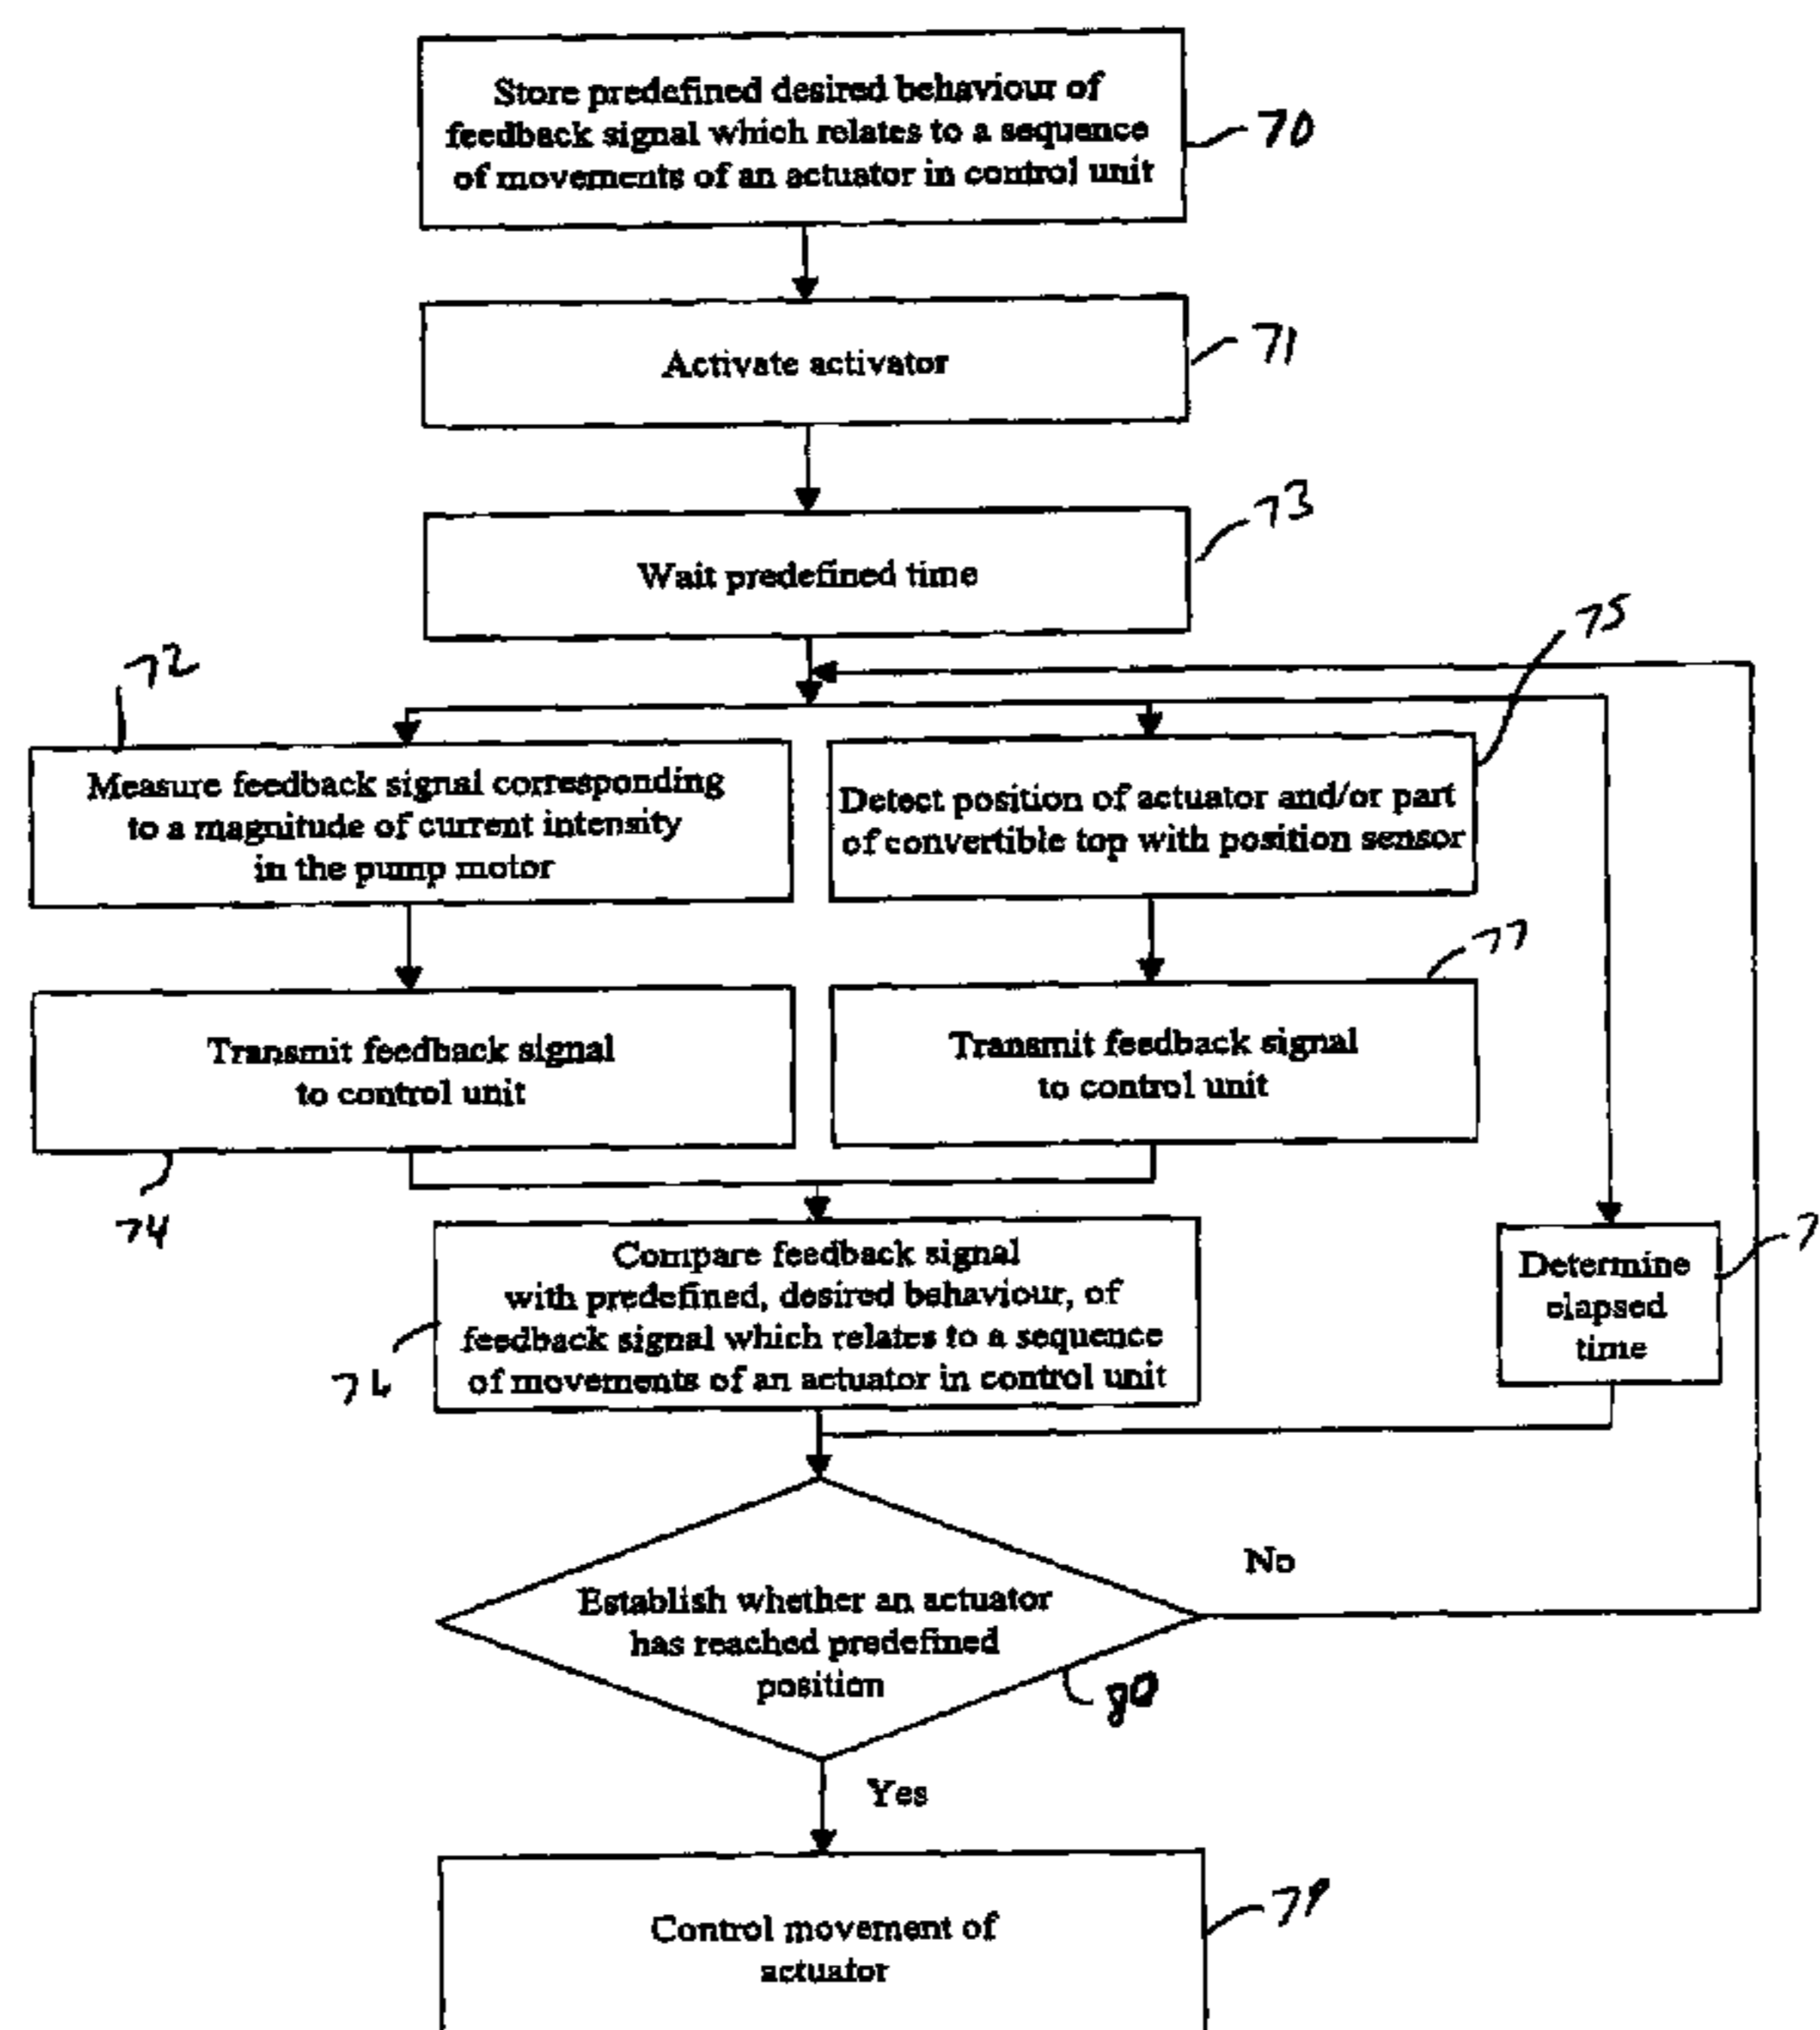 Store predefined desired behaviour of
feedback signal which relates to a sequence
of movements of an actuator in control unit
70
Activate activator
71
Wait predefined time
73
72
75
Measure feedback signal corresponding
to a magnitude of current intensity
in the pump motor
Detect position of actuator and/or part
of convertible top with position sensor
77
Transmit feedback signal
to control unit
Transmit feedback signal
to control unit
74
Compare feedback signal
with predefined, desired behaviour, of
feedback signal which relates to a sequence
of movements of an actuator in control unit
76
Determine
elapsed
time
Establish whether an actuator
has reached predefined
position
80
No
Yes
Control movement of
actuator